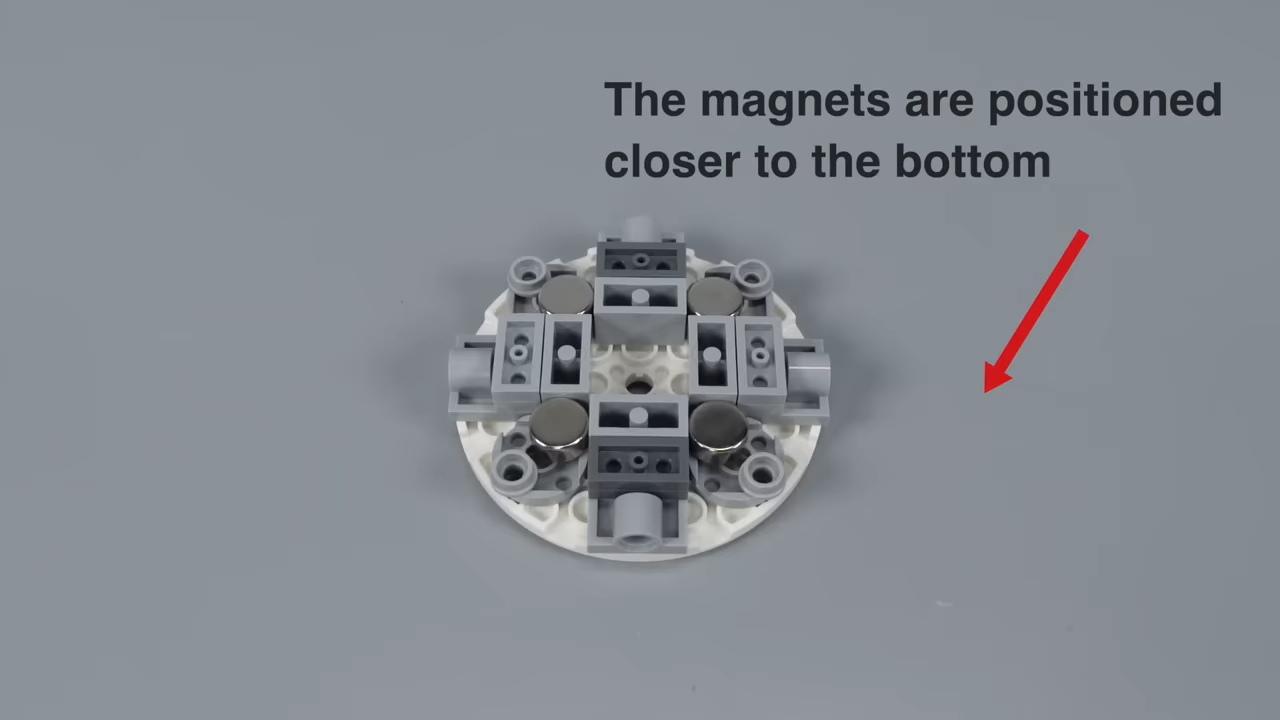 The magnets are positioned
closer to the bottom